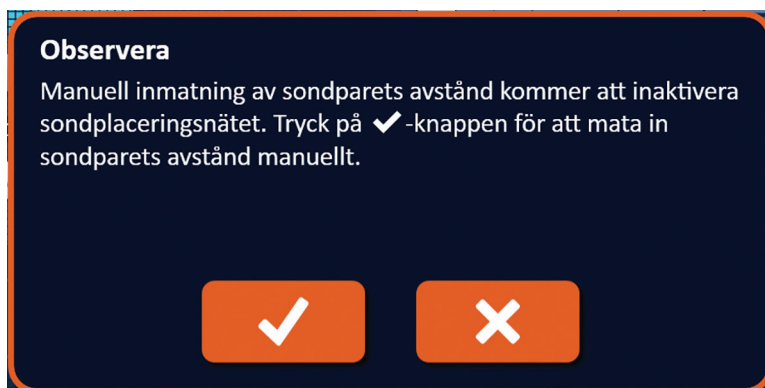 Observera
Manuell inmatning av sondparets avstånd kommer att inaktivera
sondplaceringsnätet. Tryck på ✔-knappen för att mata in
sondparets avstånd manuellt.